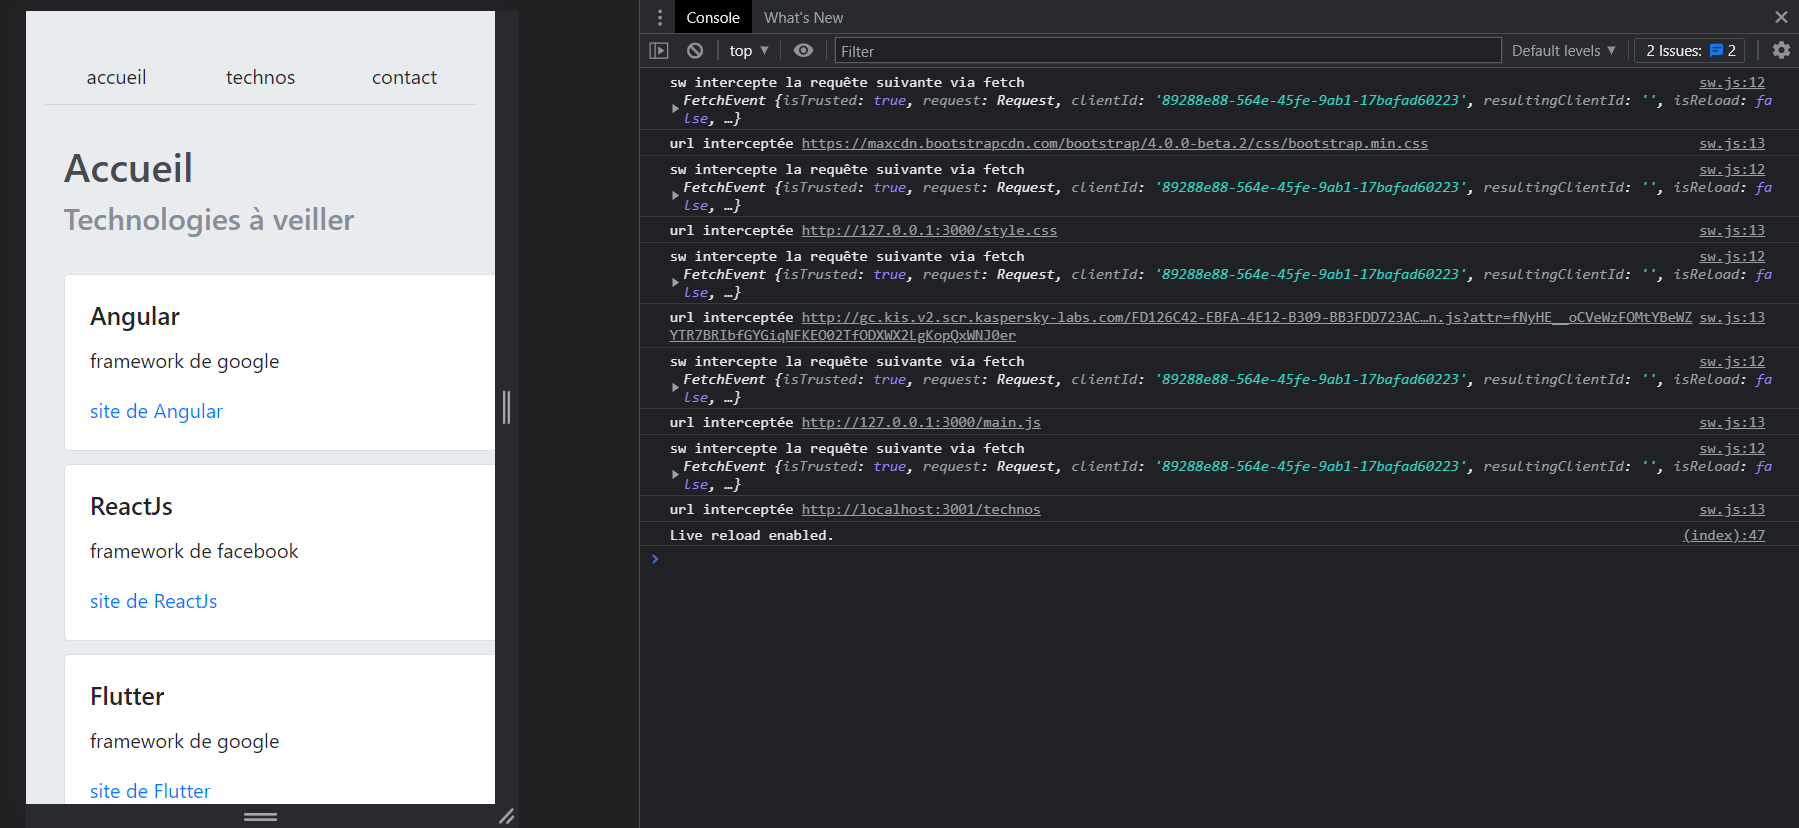 accueil technos contact
Accueil
Technologies à veiller
Angular
framework de google
site de Angular
ReactJs
framework de facebook
site de ReactJs
Flutter
framework de google
site de Flutter
Console What's New
top Filter Default levels 2 Issues: 2
sw intercepte la requête suivante via fetch sw.js:12
FetchEvent {isTrusted: true, request: Request, clientId: '89288e88-564e-45fe-9ab1-17bafad60223', resultingClientId: '', isReload: fa
lse, …}
url interceptée https://maxcdn.bootstrapcdn.com/bootstrap/4.0.0-beta.2/css/bootstrap.min.css sw.js:13
sw intercepte la requête suivante via fetch sw.js:12
FetchEvent {isTrusted: true, request: Request, clientId: '89288e88-564e-45fe-9ab1-17bafad60223', resultingClientId: '', isReload: fa
lse, …}
url interceptée http://127.0.0.1:3000/style.css sw.js:13
sw intercepte la requête suivante via fetch sw.js:12
FetchEvent {isTrusted: true, request: Request, clientId: '89288e88-564e-45fe-9ab1-17bafad60223', resultingClientId: '', isReload: fa
lse, …}
url interceptée http://gc.kis.v2.scr.kaspersky-labs.com/FD126C42-EBFA-4E12-B309-BB3FDD723AC…n.js?attr=fNyHE__oCVeWzFOMtYBeWZ sw.js:13
YTR7BRIbfGYGiqNFKEO02TfODXWX2LgKopQxWNJ0er
sw intercepte la requête suivante via fetch sw.js:12
FetchEvent {isTrusted: true, request: Request, clientId: '89288e88-564e-45fe-9ab1-17bafad60223', resultingClientId: '', isReload: fa
lse, …}
url interceptée http://127.0.0.1:3000/main.js sw.js:13
sw intercepte la requête suivante via fetch sw.js:12
FetchEvent {isTrusted: true, request: Request, clientId: '89288e88-564e-45fe-9ab1-17bafad60223', resultingClientId: '', isReload: fa
lse, …}
url interceptée http://localhost:3001/technos sw.js:13
Live reload enabled. (index):47